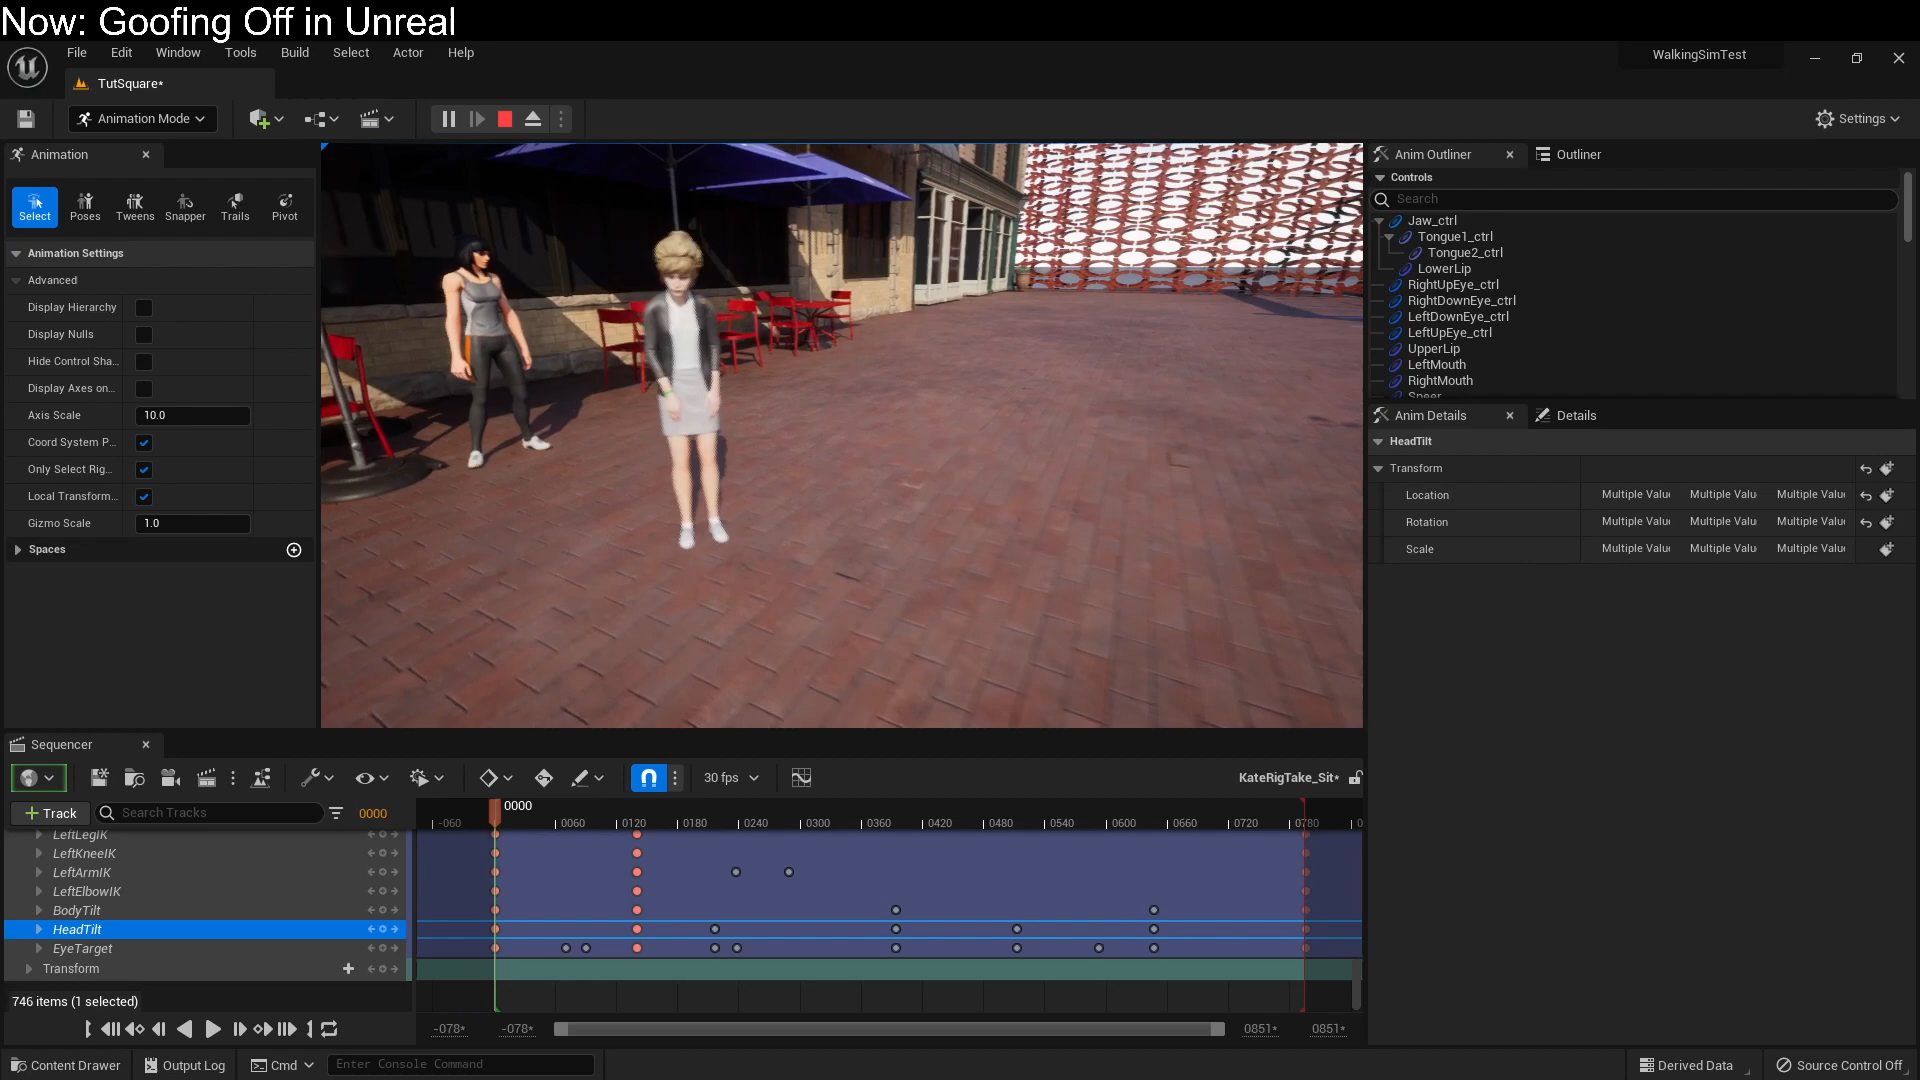 Now: Goofing Off in Unreal
File Edit Window Tools Build Select Actor Help
WalkingSimTest
TutSquare*
Animation Mode
Settings
Animation
Select Poses Tweens Snapper Trails Pivot
Animation Settings
Advanced
Display Hierarchy
Display Nulls
Hide Control Sha...
Display Axes on...
Axis Scale 10.0
Coord System P...
Only Select Rig...
Local Transform...
Gizmo Scale 1.0
Spaces
Anim Outliner Outliner
Controls
Search
Jaw_ctrl
Tongue1_ctrl
Tongue2_ctrl
LowerLip
RightUpEye_ctrl
RightDownEye_ctrl
LeftDownEye_ctrl
LeftUpEye_ctrl
UpperLip
LeftMouth
RightMouth
Sneer
Anim Details Details
HeadTilt
Transform
Location Multiple Valu Multiple Valu Multiple Valu
Rotation Multiple Valu Multiple Valu Multiple Valu
Scale Multiple Valu Multiple Valu Multiple Valu
Sequencer
30 fps
KateRigTake_Sit*
Track Search Tracks 0000
0000
-060 0060 0120 0180 0240 0300 0360 0420 0480 0540 0600 0660 0720 0780 0
LeftLegIK
LeftKneeIK
LeftArmIK
LeftElbowIK
BodyTilt
HeadTilt
EyeTarget
Transform
746 items (1 selected)
-078* -078* 0851* 0851*
Content Drawer Output Log Cmd Enter Console Command Derived Data Source Control Off